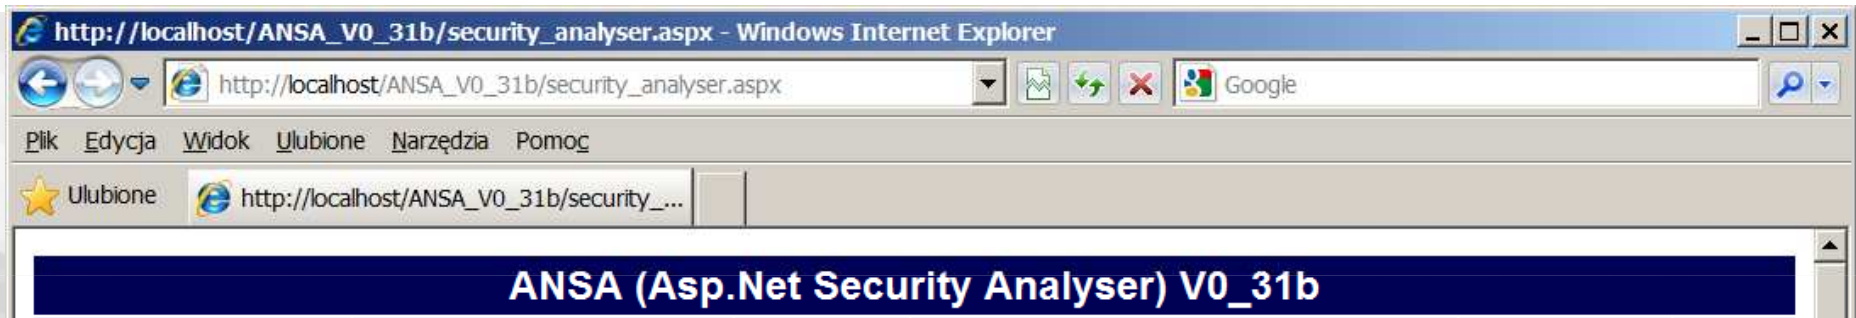 http://localhost/ANSA_V0_31b/security_analyser.aspx - Windows Internet Explorer
http://localhost/ANSA_V0_31b/security_analyser.aspx Google
Plik Edycja Widok Ulubione Narzędzia Pomoc
Ulubione http://localhost/ANSA_V0_31b/security_...
ANSA (Asp.Net Security Analyser) V0_31b